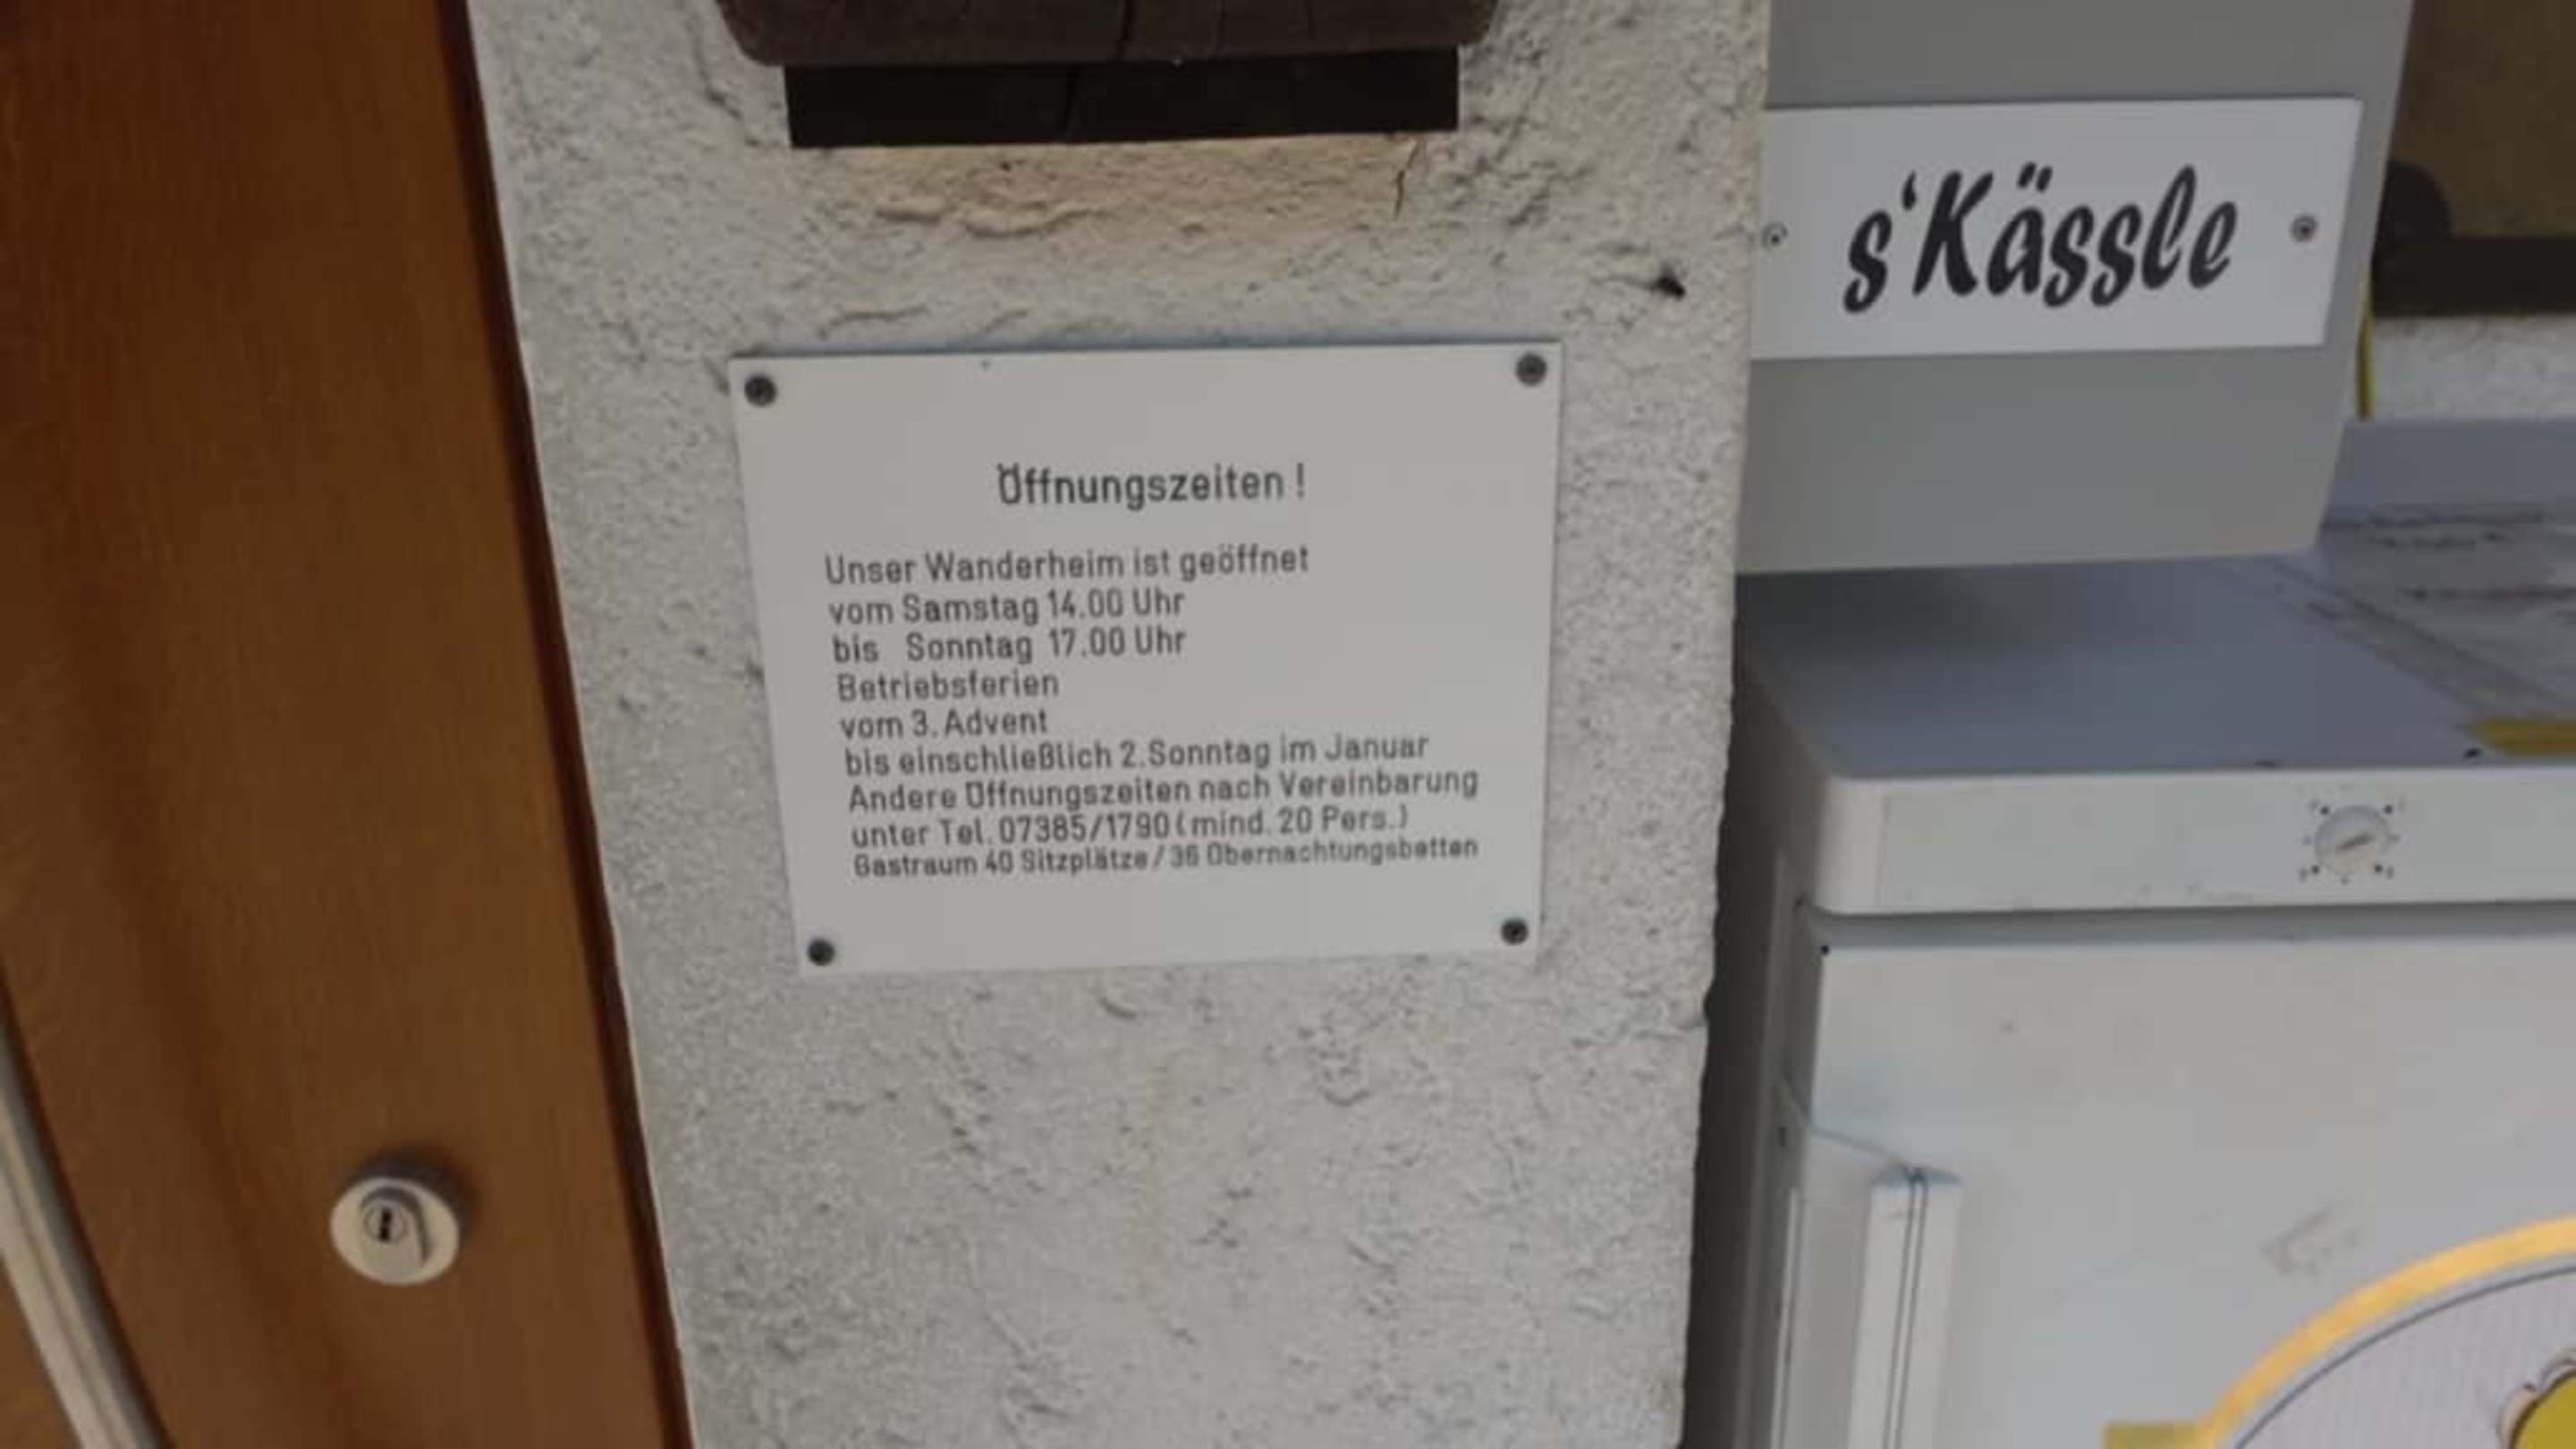 s'Kässle
Öffnungszeiten !
Unser Wanderheim ist geöffnet
vom Samstag 14.00 Uhr
bis Sonntag 17.00 Uhr
Betriebsferien
vom 3. Advent
bis einschließlich 2. Sonntag im Januar
Andere Öffnungszeiten nach Vereinbarung
unter Tel. 07385/1790 (mind. 20 Pers.)
Gastraum 40 Sitzplätze / 36 Übernachtungsbetten